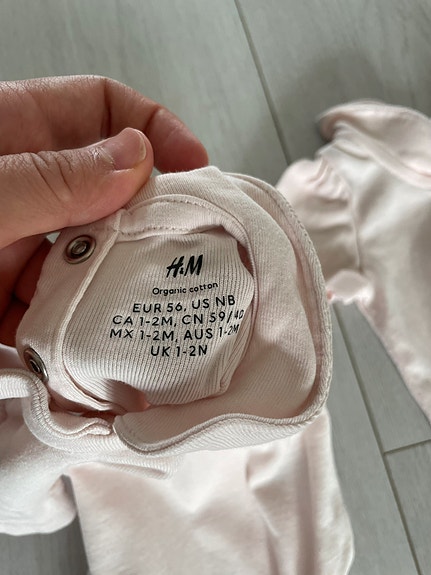 H&M
Organic cotton
EUR 56, US NB
CA 1-2M, CN 59/40
MX 1-2M, AUS 1-2M
UK 1-2N